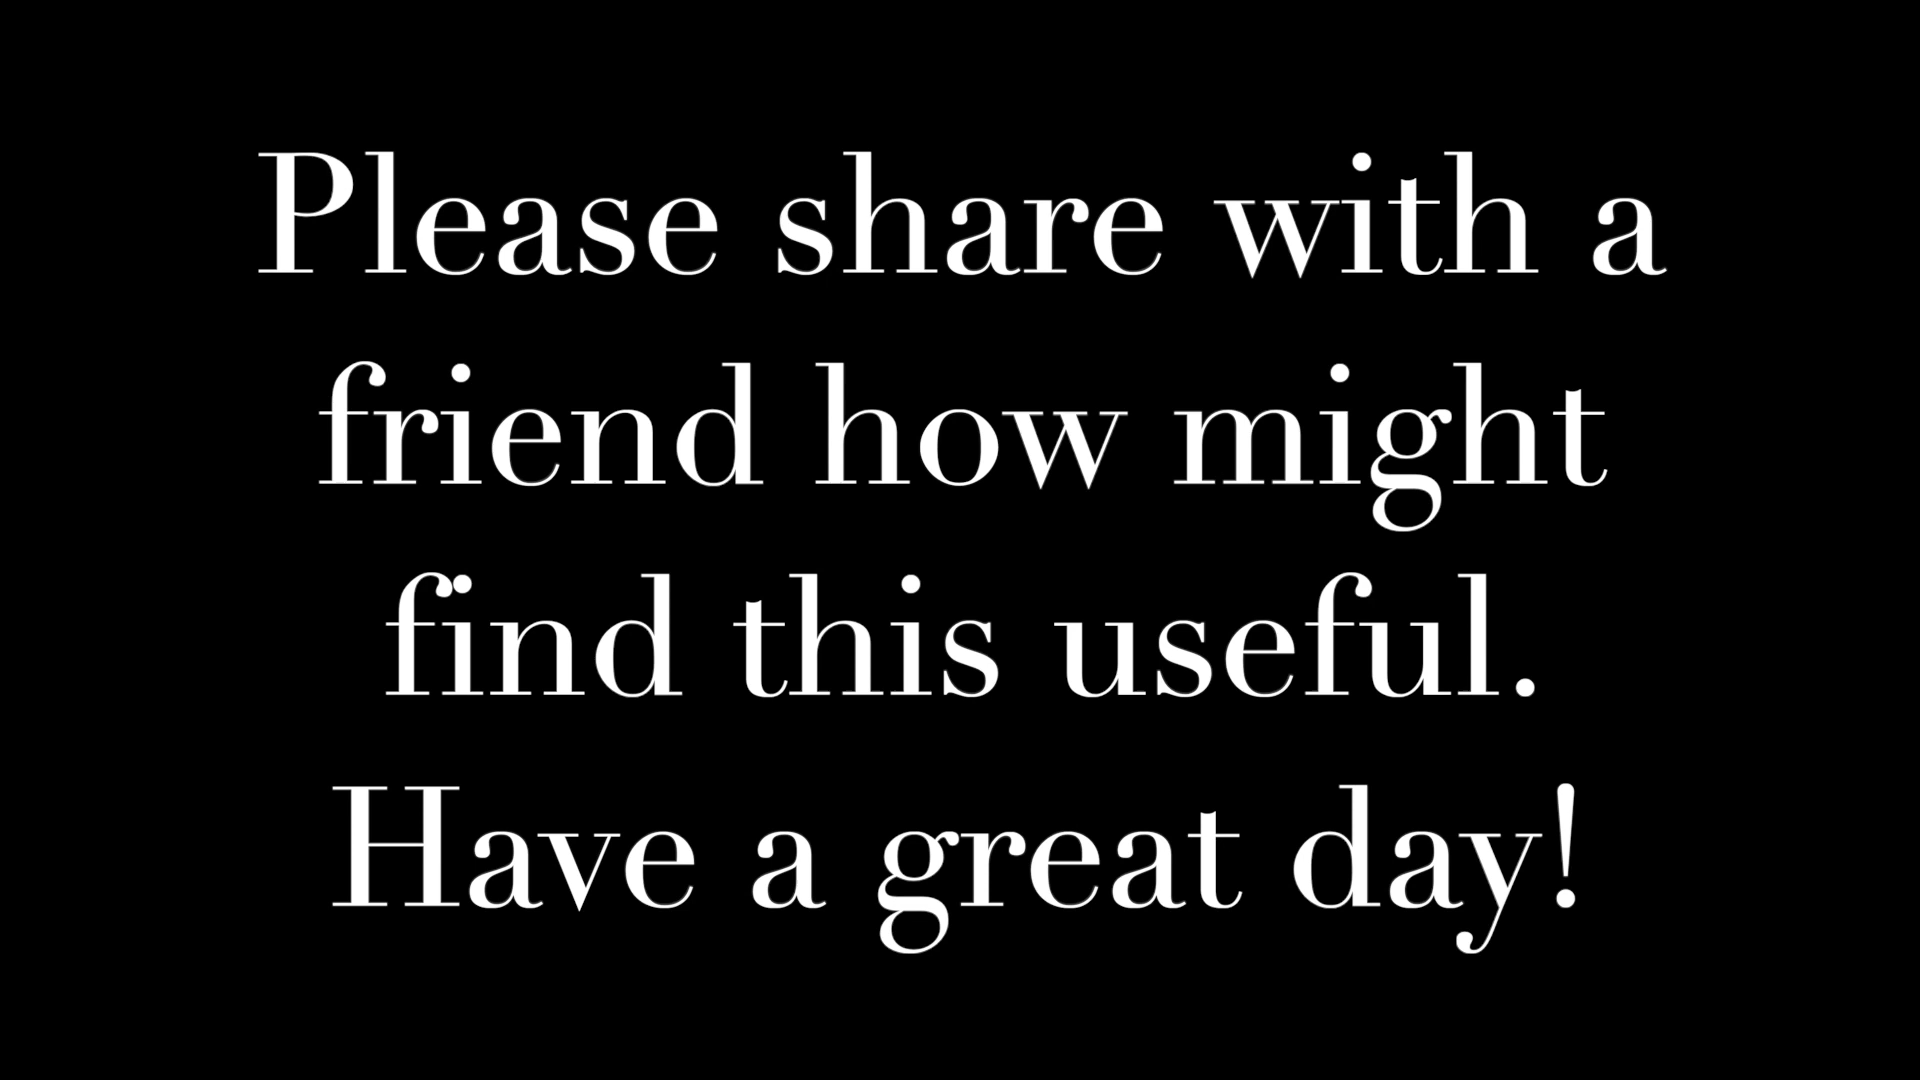 Please share with a
friend how might
find this useful.
Have a great day!